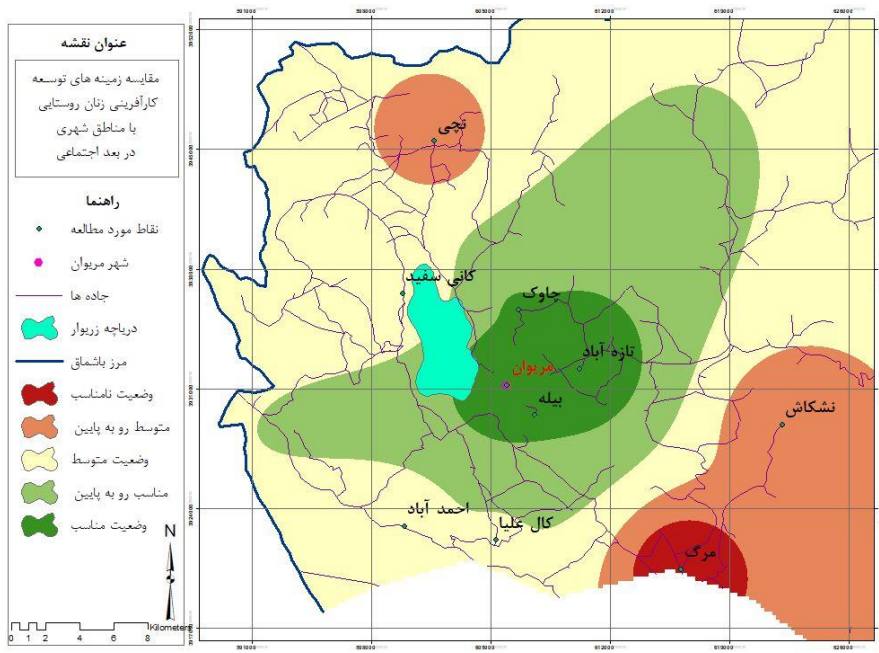 عنوان نقشه
مقایسه زمینه های توسعه
کارآفرینی زنان روستایی
با مناطق شهری
در بعد اجتماعی
راهنما
نقاط مورد مطالعه
شهر مریوان
جاده ها
دریاچه زریوار
مرز باشماق
وضعیت نامناسب
متوسط رو به پایین
وضعیت متوسط
مناسب رو به پایین
وضعیت مناسب
N
0 1 2 4 6 8
Kilometers
نچی
کانی سفید
چاوک
تازه آباد
مریوان
بیله
نشکاش
احمد آباد
کال علیا
مرگ